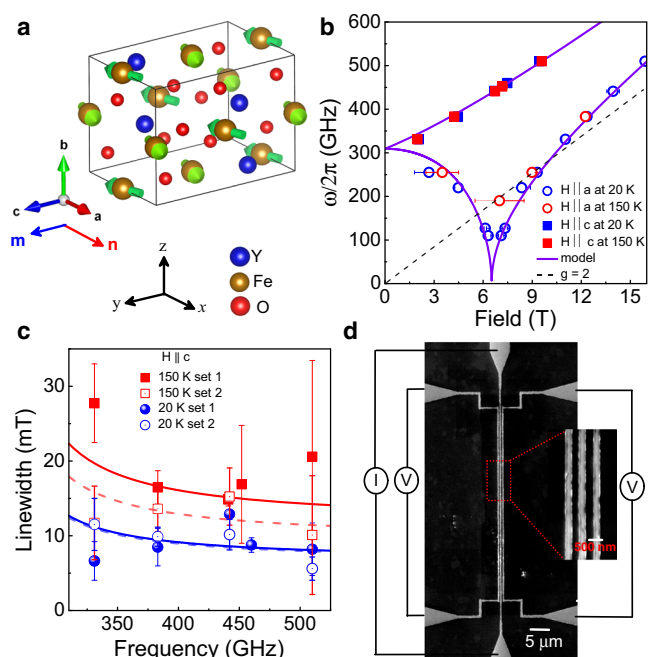 a
b
c
a
m
n
z
y
x
Y
Fe
O
b
ω/2π (GHz)
600
500
400
300
200
100
0
0
3
6
9
12
15
Field (T)
H||a at 20 K
H||a at 150 K
H||c at 20 K
H||c at 150 K
model
g = 2
c
Linewidth (mT)
30
20
10
0
350
400
450
500
Frequency (GHz)
H || c
150 K set 1
150 K set 2
20 K set 1
20 K set 2
d
I
V
V
500 nm
5 μm